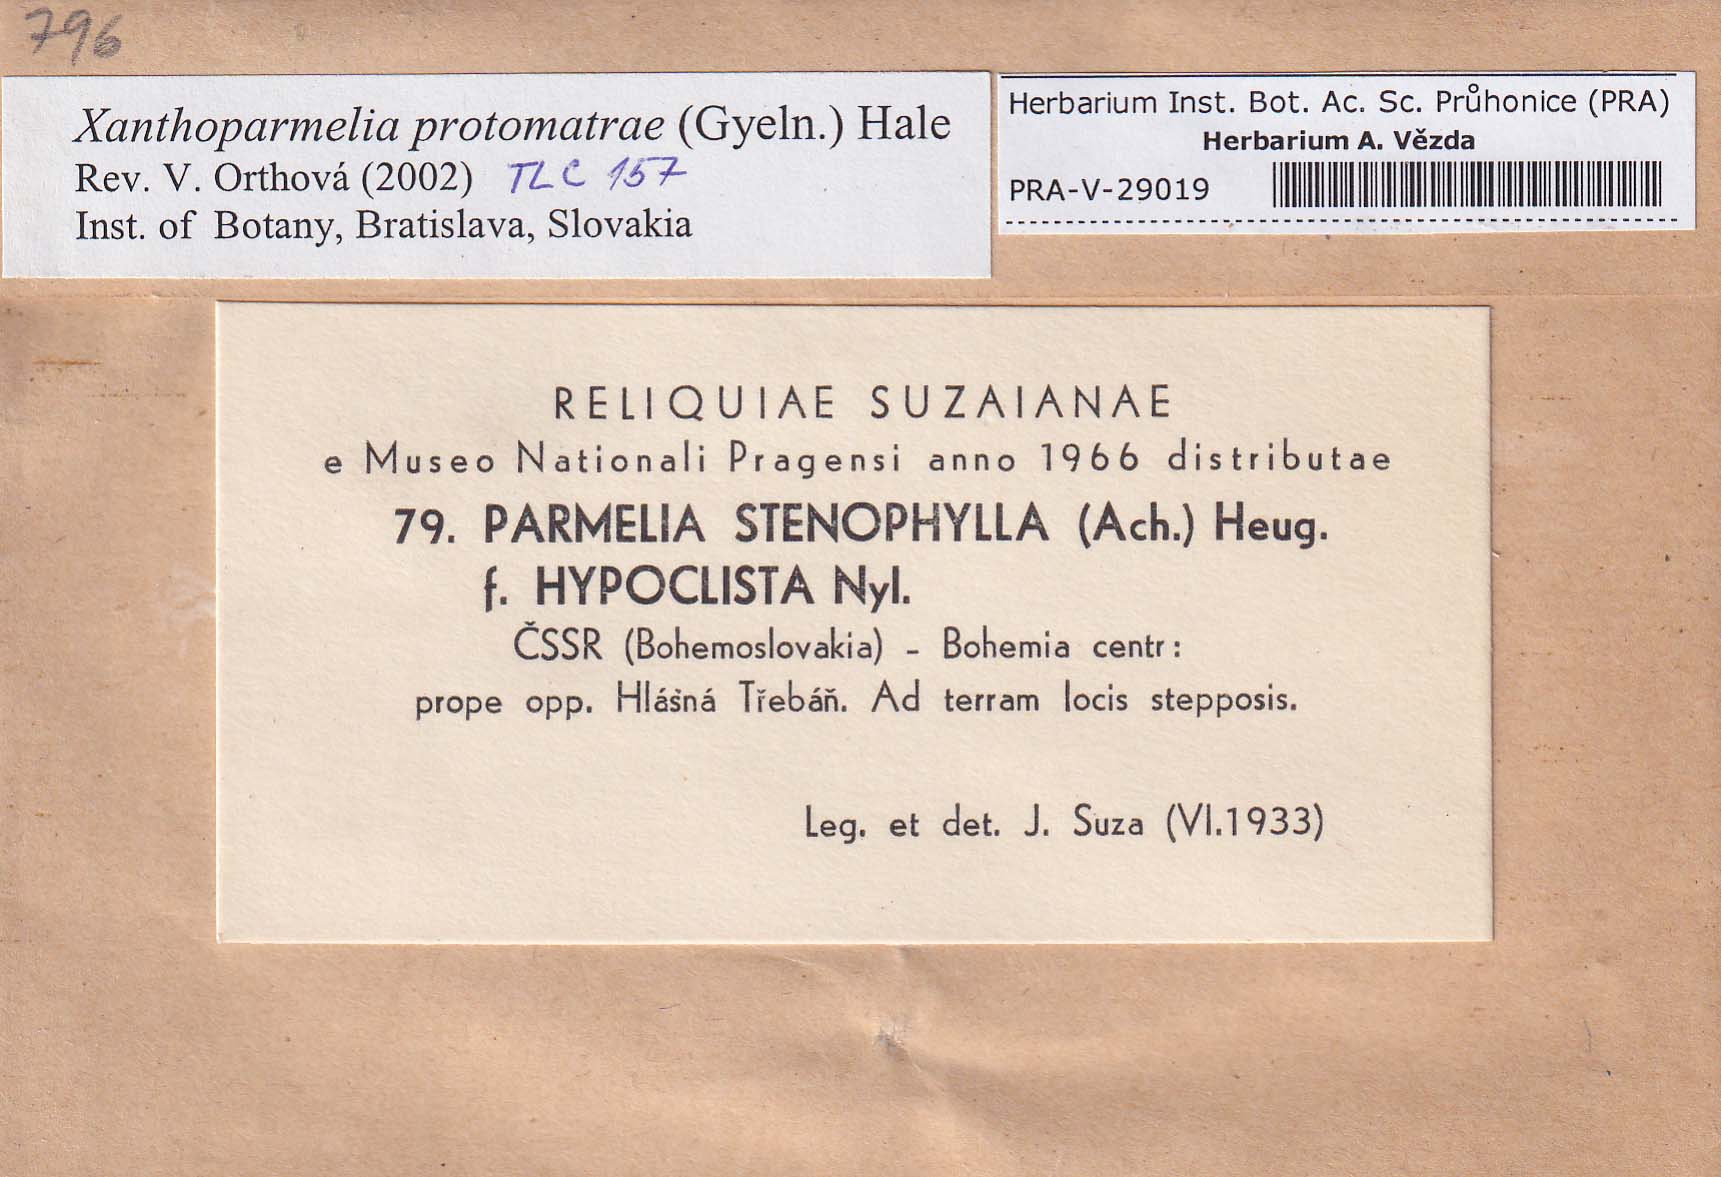 796
Xanthoparmelia protomatrae (Gyeln.) Hale
Rev. V. Orthová (2002) TLC 157
Inst. of Botany, Bratislava, Slovakia
Herbarium Inst. Bot. Ac. Sc. Průhonice (PRA)
Herbarium A. Vězda
PRA-V-29019
RELIQUIAE SUZAIANAE
e Museo Nationali Pragensi anno 1966 distributae
79. PARMELIA STENOPHYLLA (Ach.) Heug.
f. HYPOCLISTA Nyl.
ČSSR (Bohemoslovakia) - Bohemia centr:
prope opp. Hlásná Třebáň. Ad terram locis stepposis.
Leg. et det. J. Suza (VI.1933)